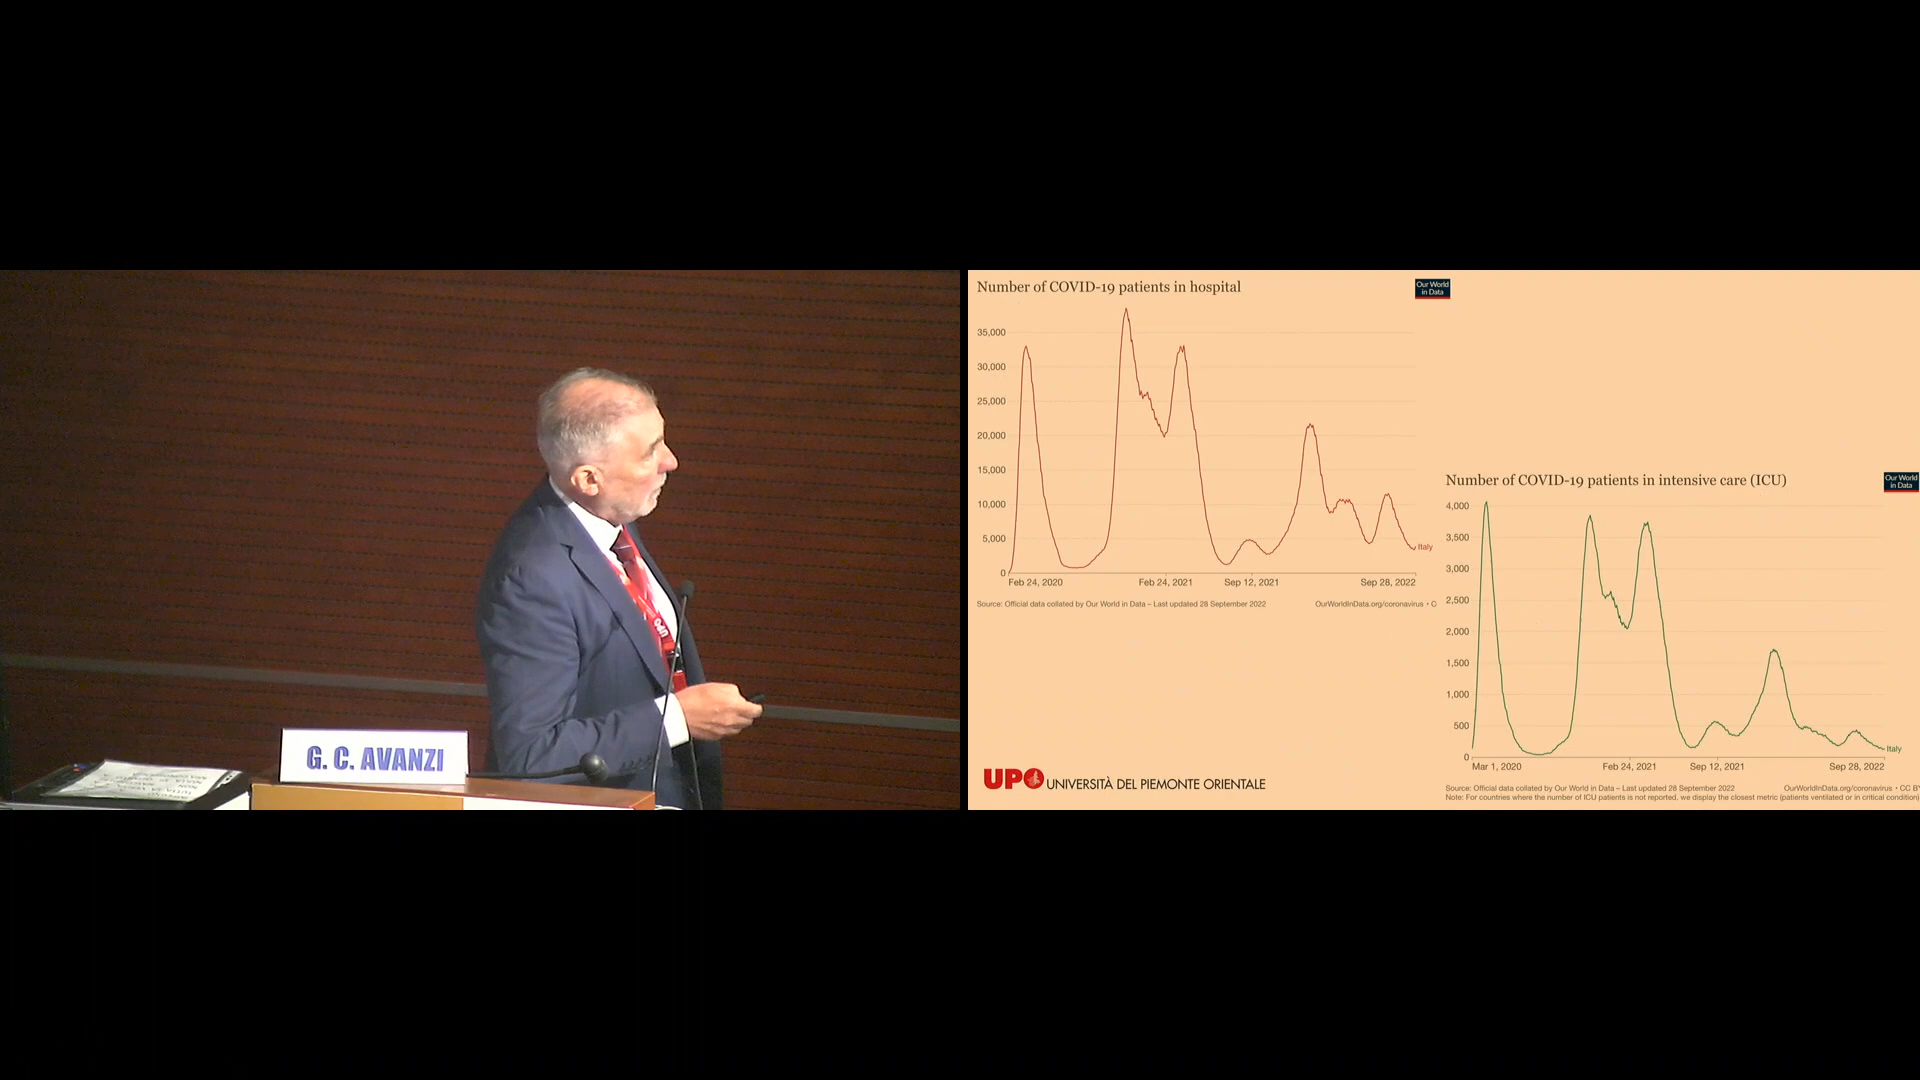 G. C. AVANZI
UPO
Number of COVID-19 patients in hospital
Our World
in Data
35,000
30,000
25,000
20,000
15,000
10,000
5,000
0
Italy
Feb 24, 2020
Feb 24, 2021
Sep 12, 2021
Sep 28, 2022
Source: Official data collated by Our World in Data – Last updated 28 September 2022
OurWorldInData.org/coronavirus • C
Number of COVID-19 patients in intensive care (ICU)
Our World
in Data
4,000
3,500
3,000
2,500
2,000
1,500
1,000
500
0
Italy
Mar 1, 2020
Feb 24, 2021
Sep 12, 2021
Sep 28, 2022
Source: Official data collated by Our World in Data – Last updated 28 September 2022
OurWorldInData.org/coronavirus • CC BY
Note: For countries where the number of ICU patients is not reported, we display the closest metric (patients ventilated or in critical condition)
UPO UNIVERSITÀ DEL PIEMONTE ORIENTALE